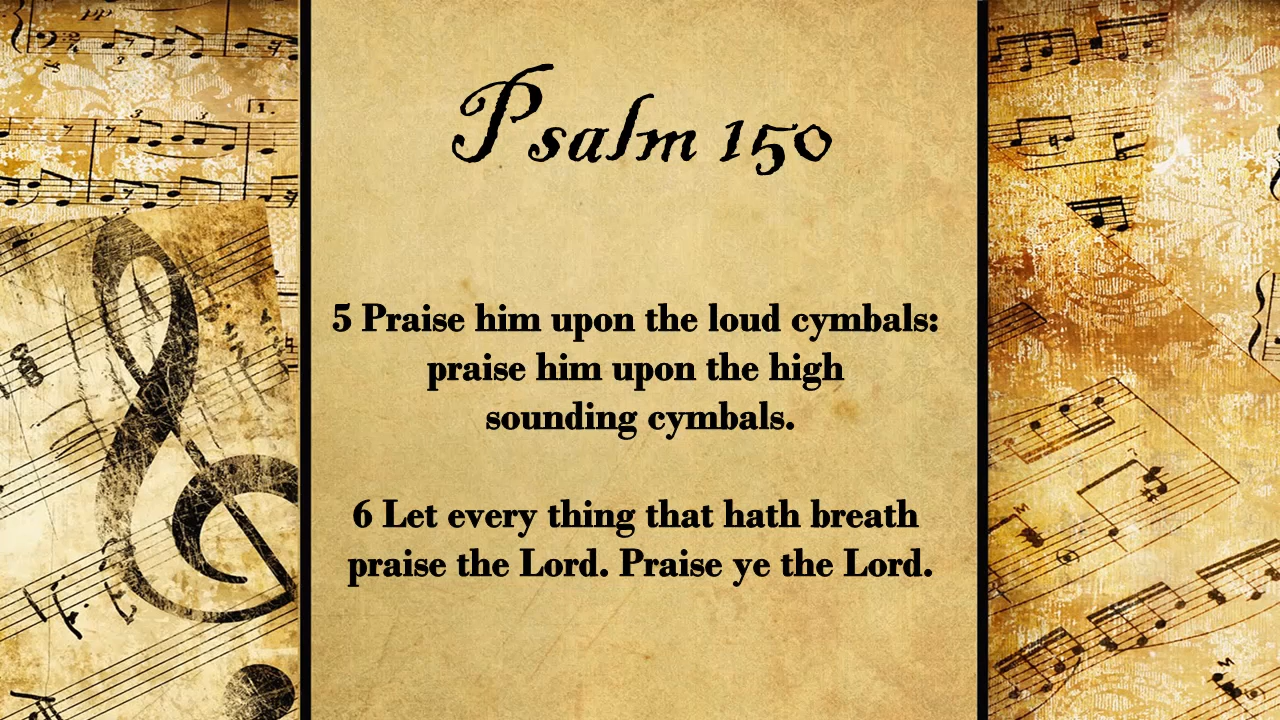 Psalm 150
5 Praise him upon the loud cymbals:
praise him upon the high
sounding cymbals.
6 Let every thing that hath breath
praise the Lord. Praise ye the Lord.